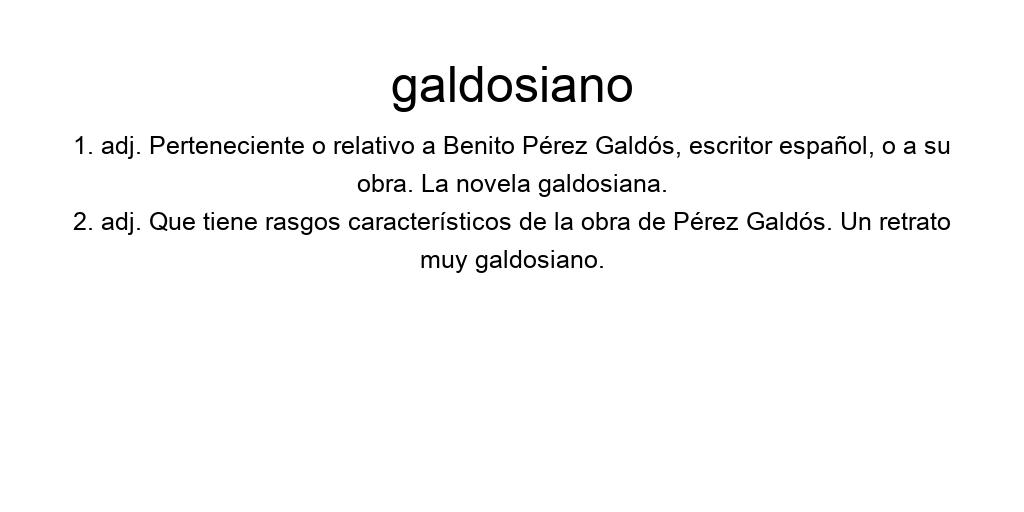 galdosiano
1. adj. Perteneciente o relativo a Benito Pérez Galdós, escritor español, o a su
obra. La novela galdosiana.
2. adj. Que tiene rasgos característicos de la obra de Pérez Galdós. Un retrato
muy galdosiano.